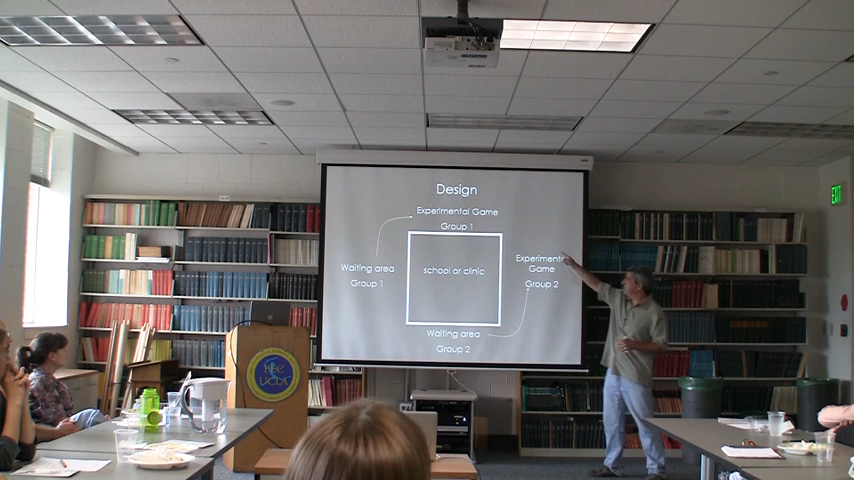 Design
Experimental Game
Group 1
Waiting area
Group 1
school or clinic
Experimental
Game
Group 2
Waiting area
Group 2
EXIT
BEC
UCLA